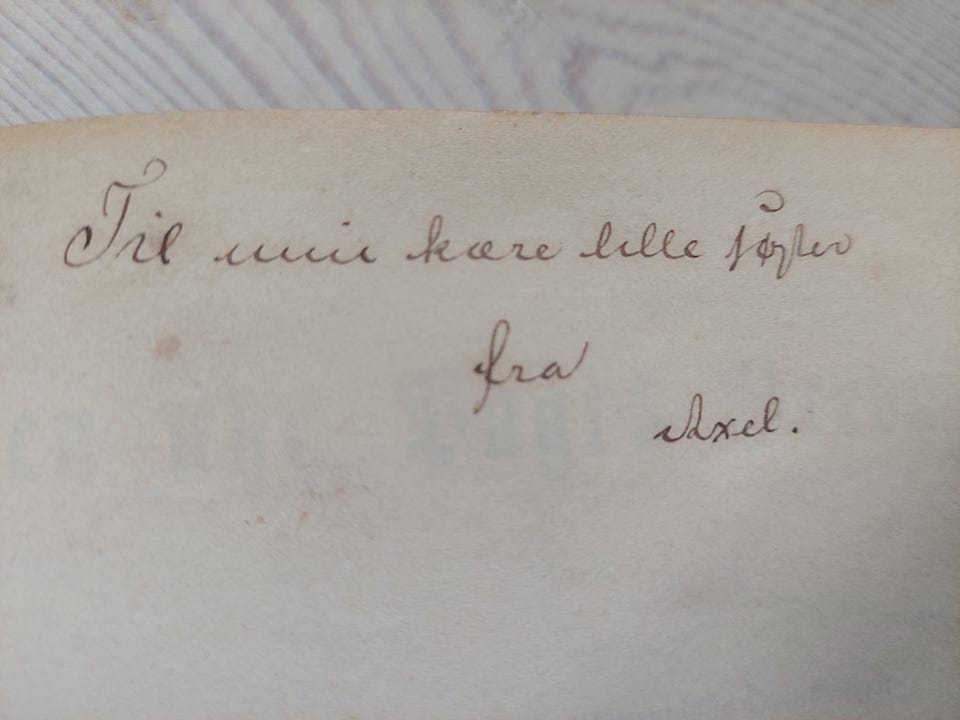 Til min kære lille søster
fra
Axel.